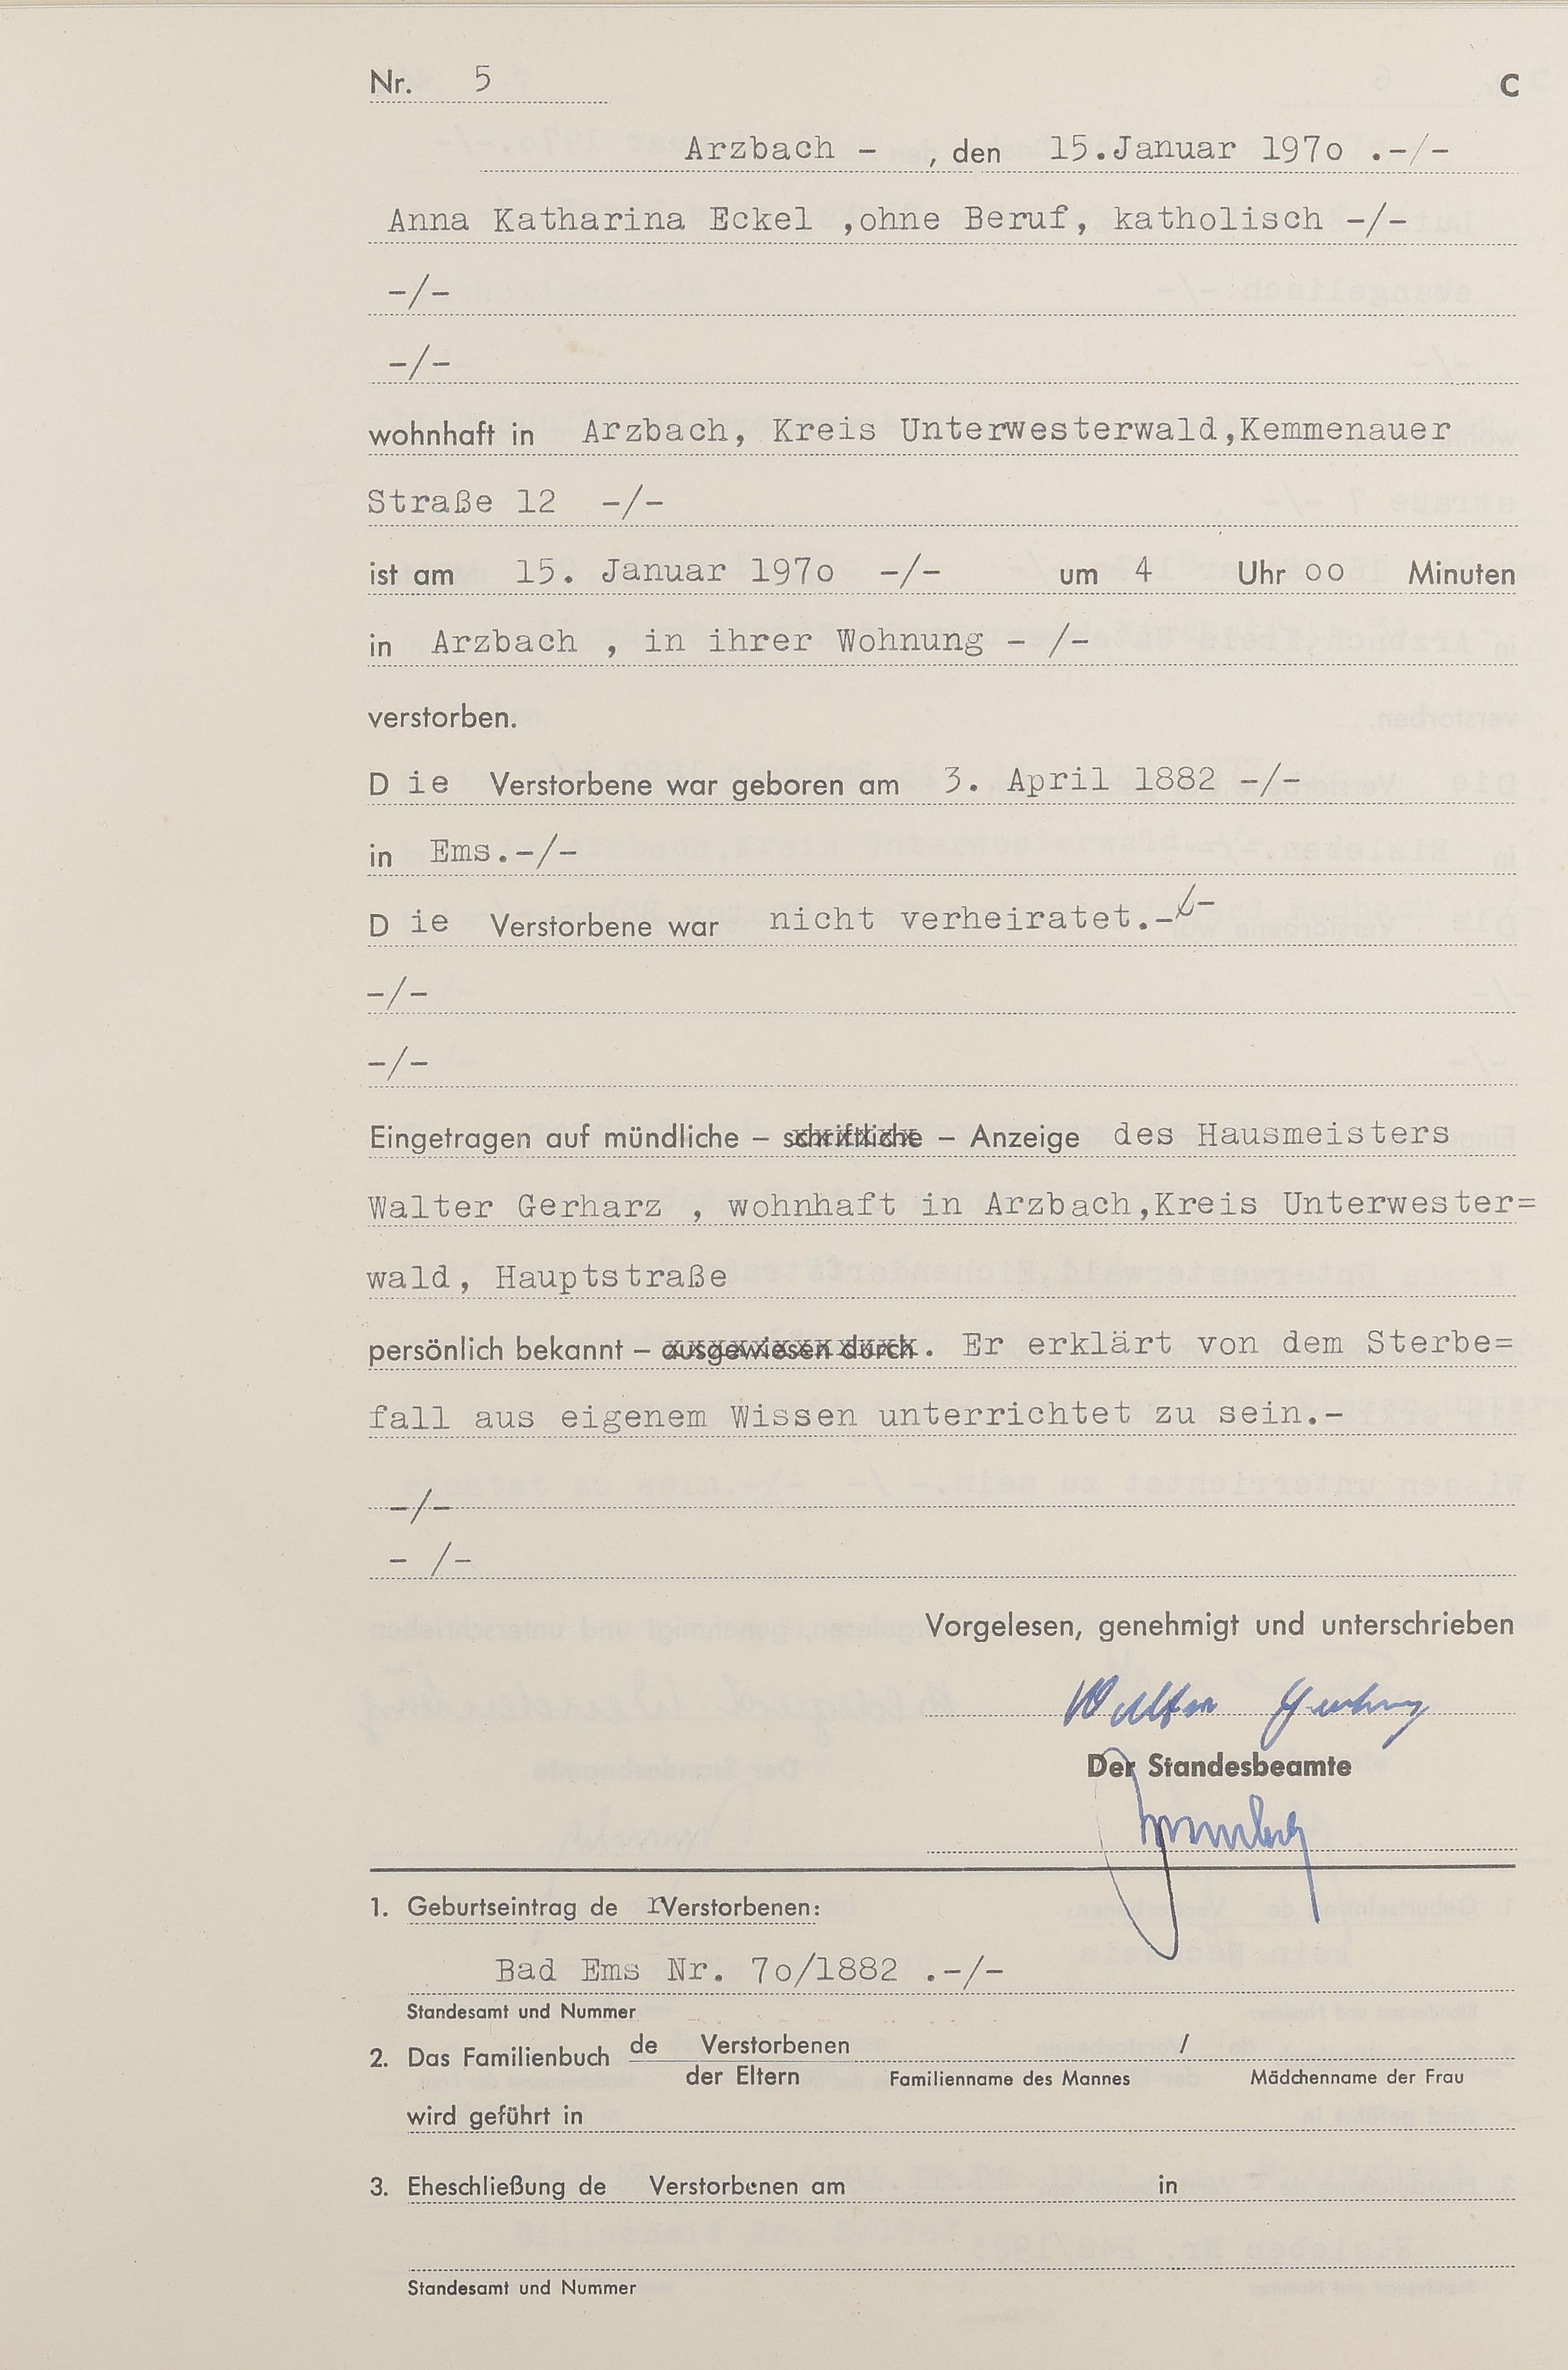 Nr. 5 C
Arzbach - , den 15.Januar 197o .-/-
Anna Katharina Eckel ,ohne Beruf, katholisch -/-
-/-
-/-
wohnhaft in Arzbach, Kreis Unterwesterwald,Kemmenauer
Straße 12 -/-
ist am 15. Januar 197o -/- um 4 Uhr oo Minuten
in Arzbach , in ihrer Wohnung - /-
verstorben.
D ie Verstorbene war geboren am 3. April 1882 -/-
in Ems.-/-
D ie Verstorbene war nicht verheiratet.-/-
-/-
-/-
Eingetragen auf mündliche – schriftliche – Anzeige des Hausmeisters
Walter Gerharz , wohnhaft in Arzbach,Kreis Unterwester=
wald, Hauptstraße
persönlich bekannt – ausgewiesen durch. Er erklärt von dem Sterbe=
fall aus eigenem Wissen unterrichtet zu sein.-
-/-
- /-
Vorgelesen, genehmigt und unterschrieben
Walter Gerharz
Der Standesbeamte
1. Geburtseintrag de r Verstorbenen:
Bad Ems Nr. 7o/1882 .-/-
Standesamt und Nummer
2. Das Familienbuch de Verstorbenen /
der Eltern Familienname des Mannes Mädchenname der Frau
wird geführt in
3. Eheschließung de Verstorbenen am in
Standesamt und Nummer